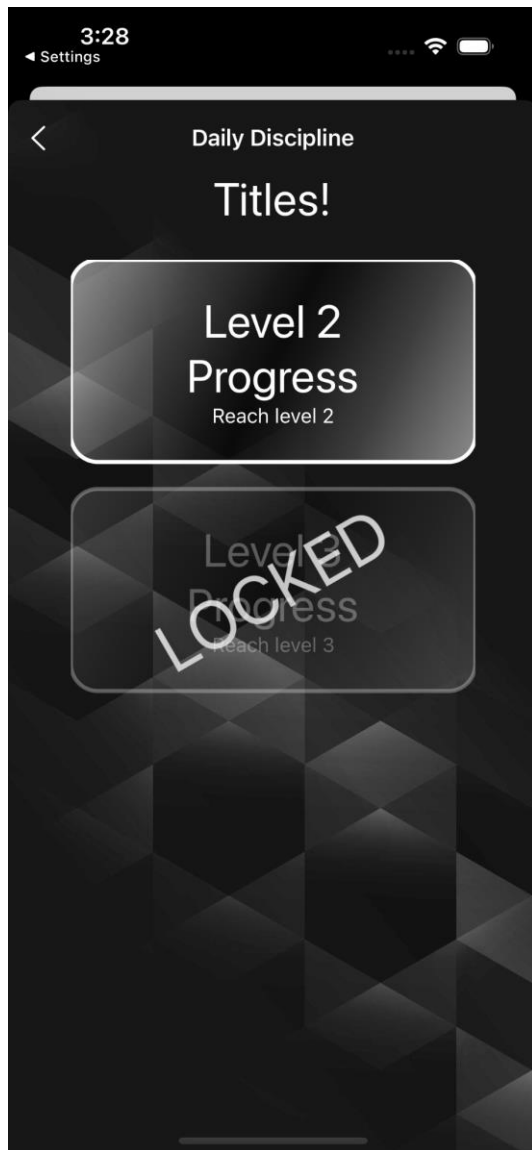 3:28
◀ Settings
Daily Discipline
Titles!
Level 2
Progress
Reach level 2
Level 3
Progress
Reach level 3
LOCKED